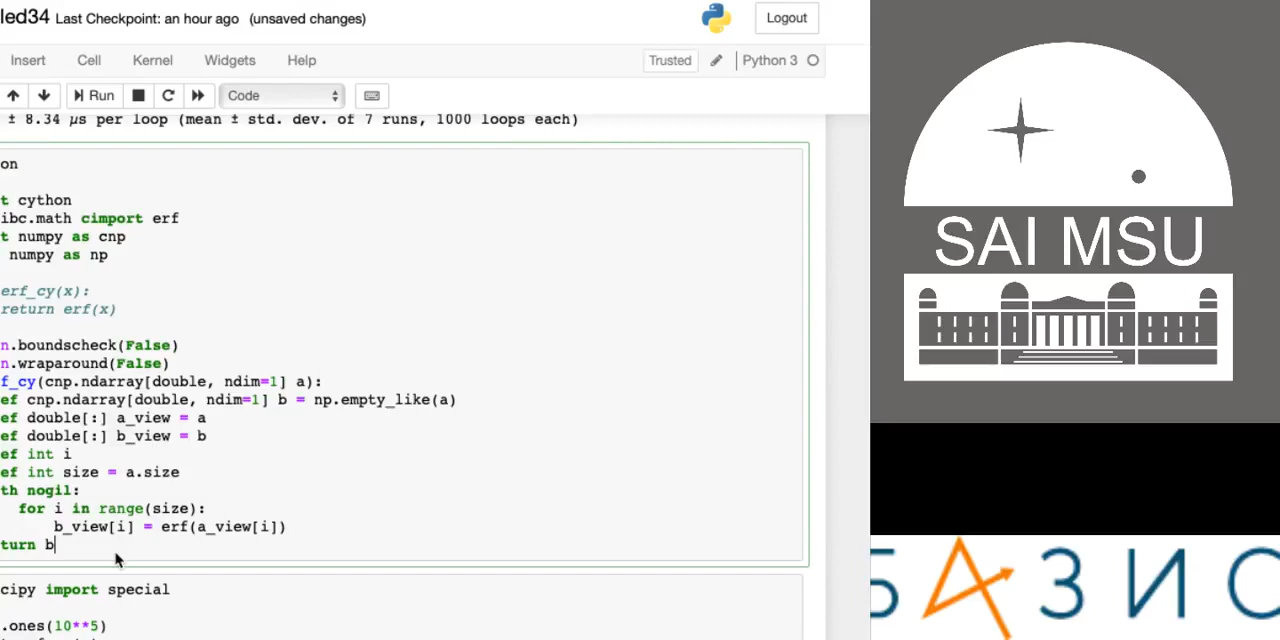 led34 Last Checkpoint: an hour ago (unsaved changes)
Logout
Insert Cell Kernel Widgets Help
Trusted
Python 3
Run
Code
± 8.34 µs per loop (mean ± std. dev. of 7 runs, 1000 loops each)
on
t cython
ibc.math cimport erf
t numpy as cnp
numpy as np
erf_cy(x):
return erf(x)
n.boundscheck(False)
n.wraparound(False)
f_cy(cnp.ndarray[double, ndim=1] a):
ef cnp.ndarray[double, ndim=1] b = np.empty_like(a)
ef double[:] a_view = a
ef double[:] b_view = b
ef int i
ef int size = a.size
th nogil:
for i in range(size):
b_view[i] = erf(a_view[i])
turn b
cipy import special
.ones(10**5)
SAI MSU
БАЗИС